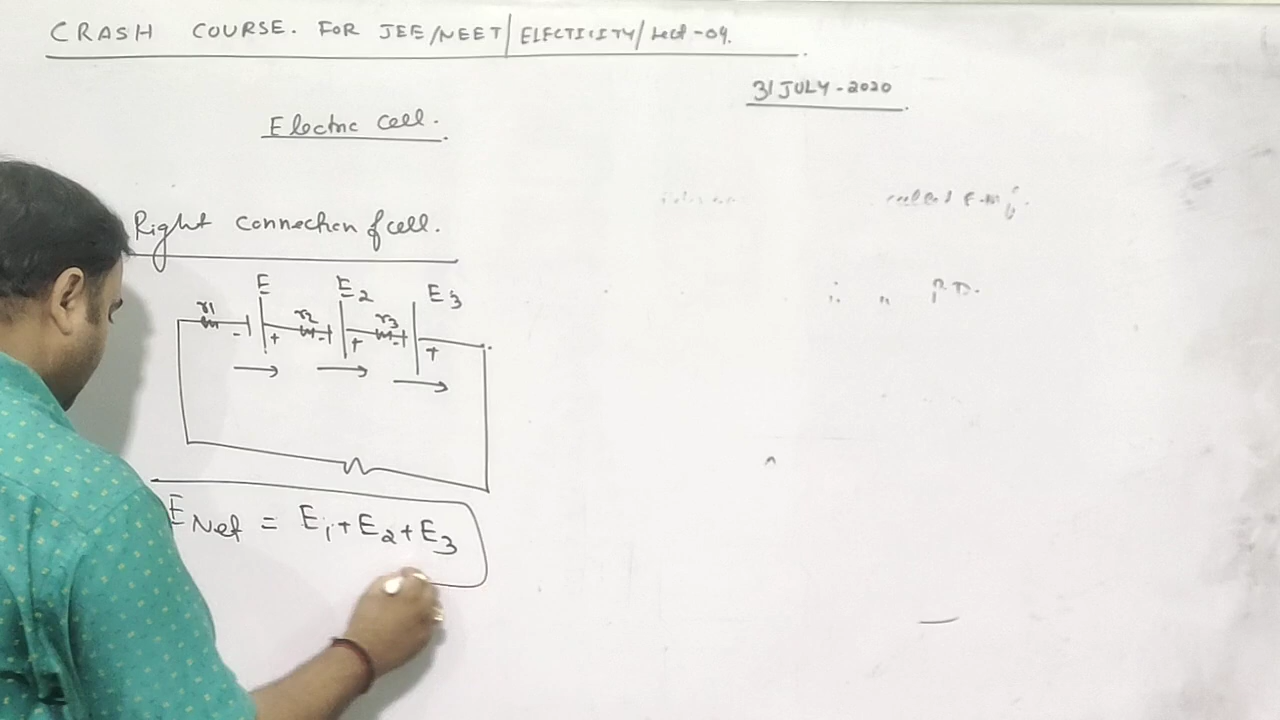 CRASH COURSE. FOR JEE/NEET/ELECTICITY/Lect-04.
31 JULY-2020
Electric cell.
called E.M.f.
Right Connection of cell.
P.D.
E E2 E3
r1 r2 r3
- + - + - +
E Net = E1+E2+E3